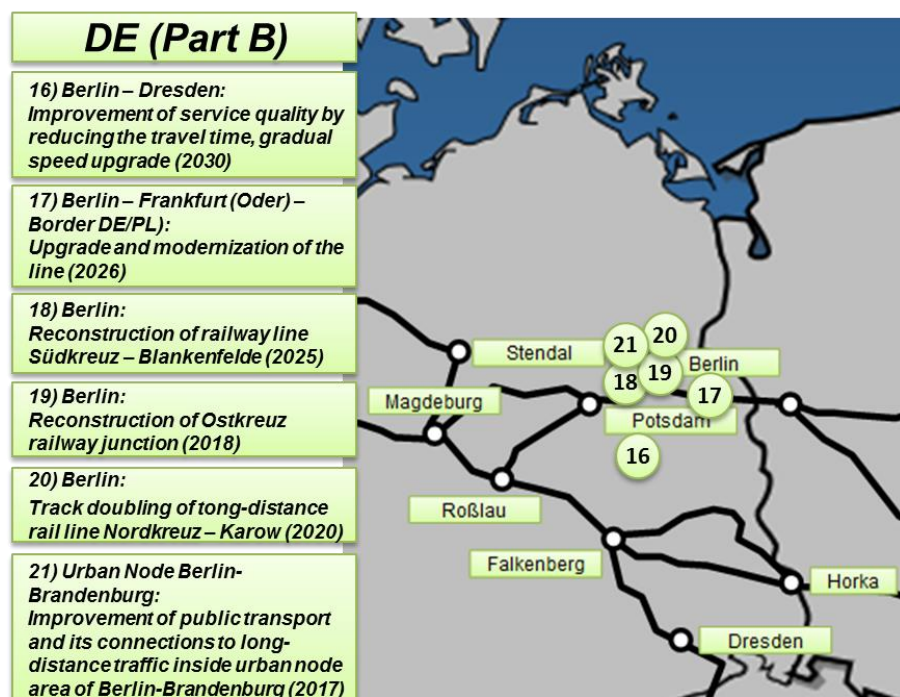 DE (Part B)
16) Berlin – Dresden:
Improvement of service quality by
reducing the travel time, gradual
speed upgrade (2030)
17) Berlin – Frankfurt (Oder) –
Border DE/PL):
Upgrade and modernization of the
line (2026)
18) Berlin:
Reconstruction of railway line
Südkreuz – Blankenfelde (2025)
19) Berlin:
Reconstruction of Ostkreuz
railway junction (2018)
20) Berlin:
Track doubling of tong-distance
rail line Nordkreuz – Karow (2020)
21) Urban Node Berlin-
Brandenburg:
Improvement of public transport
and its connections to long-
distance traffic inside urban node
area of Berlin-Brandenburg (2017)
21
20
Stendal
Berlin
18
19
17
Magdeburg
Potsdam
16
Roßlau
Falkenberg
Horka
Dresden